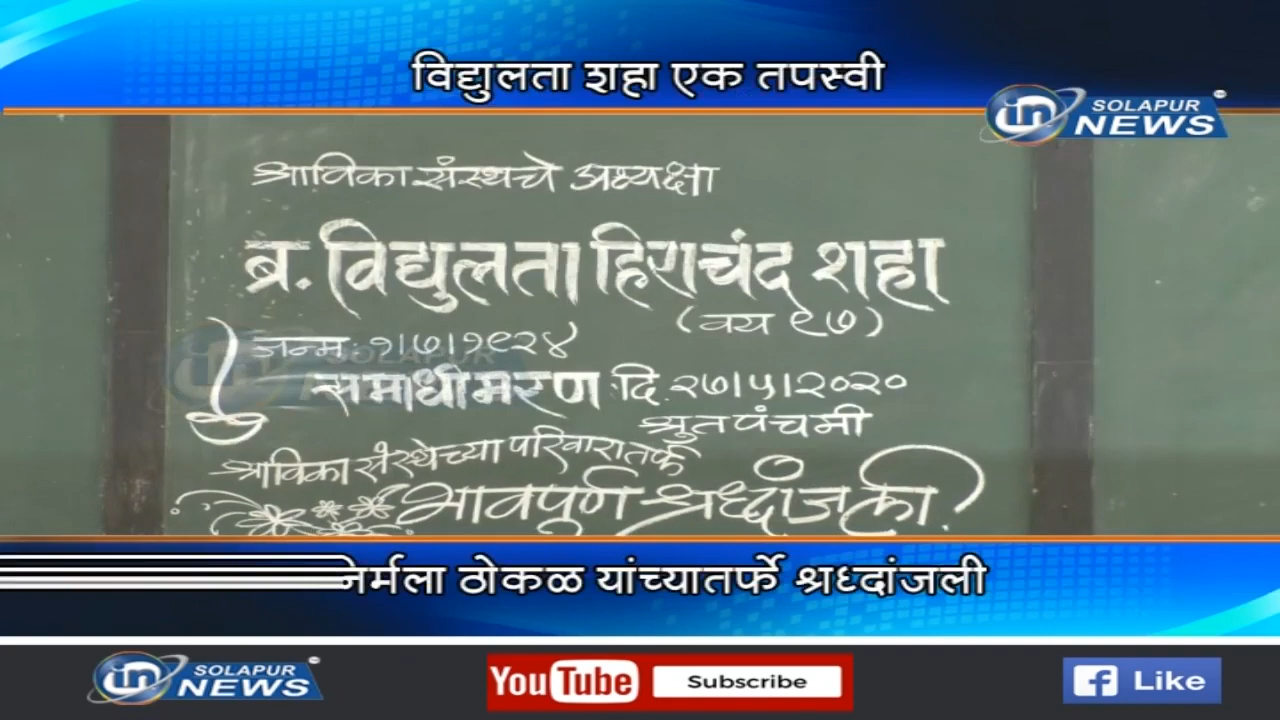 विद्युलता शहा एक तपस्वी
in SOLAPUR NEWS
श्राविका संस्थचे अध्यक्षा
ब्र. विद्युलता हिराचंद शहा
(वय ९७)
जन्म: १।७।१९२४
समाधीमरण दि. २७।५।२०२०
श्रुतपंचमी
श्राविका संस्थेच्या परिवारातर्फे
भावपूर्ण श्रध्दांजली!
निर्मला ठोकळ यांच्यातर्फे श्रध्दांजली
in SOLAPUR NEWS
YouTube Subscribe
f Like